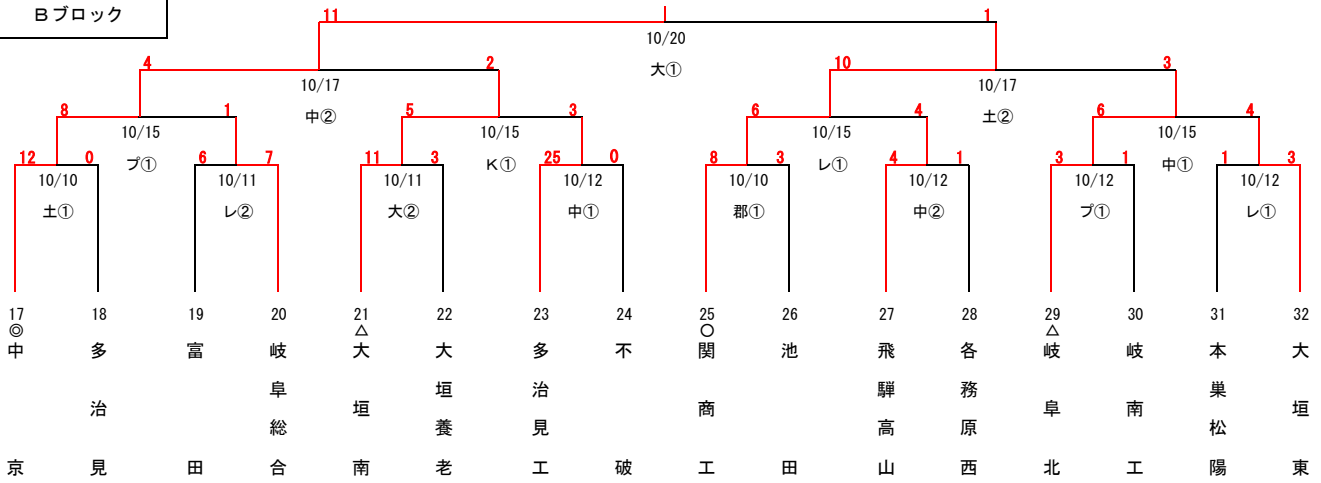 Bブロック
11 1
10/20
大①
4 2 10 3
10/17 10/17
中② 土②
8 1 5 3 6 4 6 4
10/15 10/15 10/15 10/15
プ① K① レ① 中①
12 0 6 7 11 3 25 0 8 3 4 1 3 1 1 3
10/10 10/11 10/11 10/12 10/10 10/12 10/12 10/12
土① レ② 大② 中① 郡① 中② プ① レ①
17 18 19 20 21 22 23 24 25 26 27 28 29 30 31 32
◎ △ ○ △
中京
多治見
富田
岐阜総合
大垣南
大垣養老
多治見工
不破
関商工
池田
飛騨高山
各務原西
岐阜北
岐南工
本巣松陽
大垣東